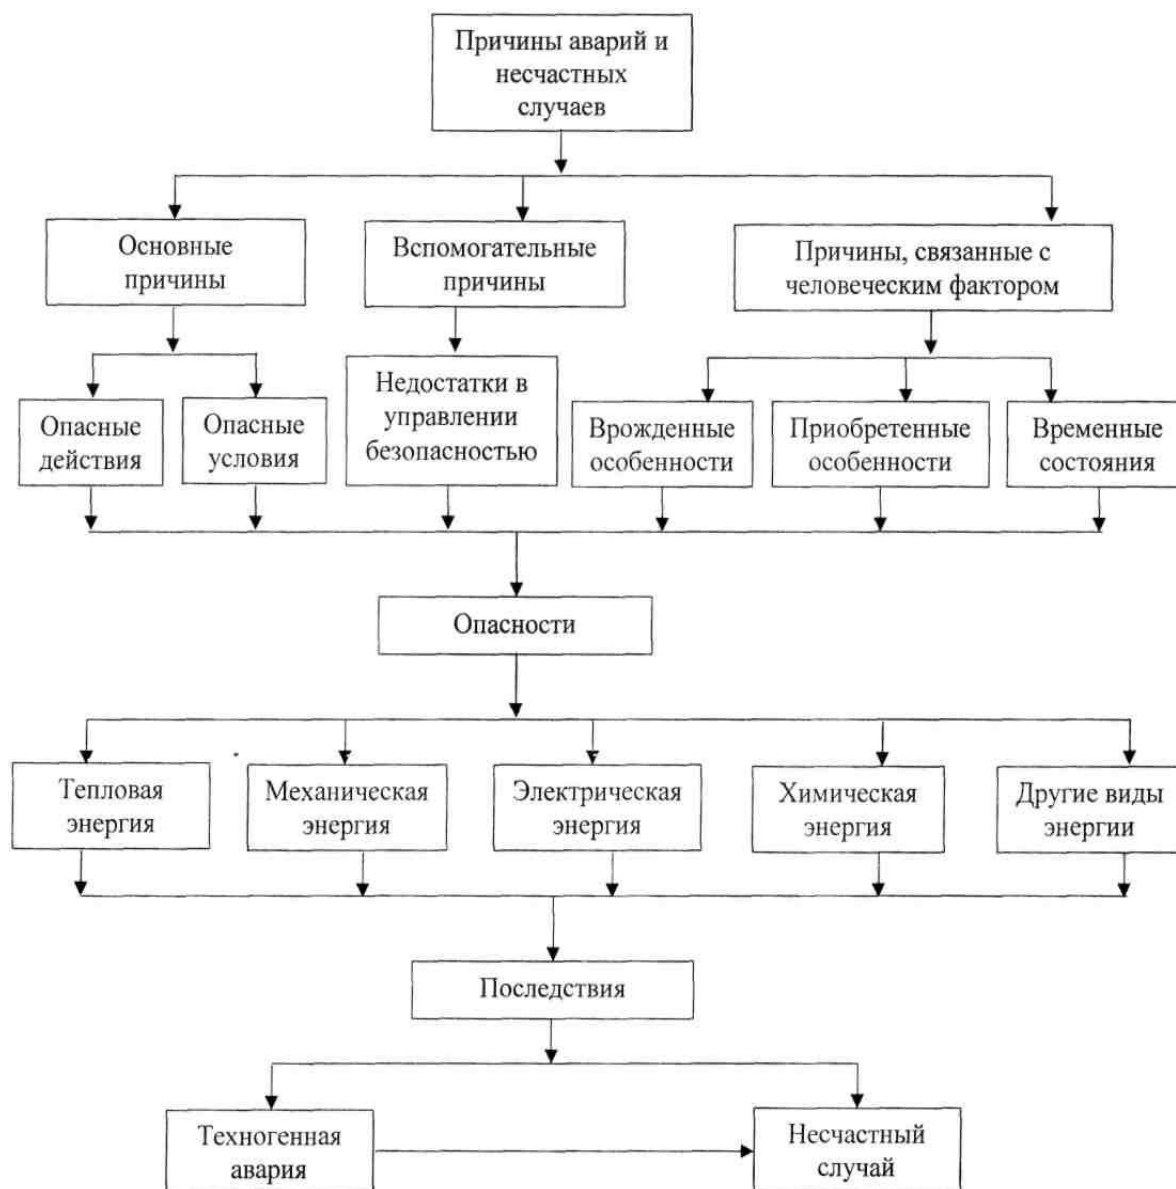 Причины аварий и
несчастных
случаев
Основные
причины
Вспомогательные
причины
Причины, связанные с
человеческим фактором
Опасные
действия
Опасные
условия
Недостатки в
управлении
безопасностью
Врожденные
особенности
Приобретенные
особенности
Временные
состояния
Опасности
Тепловая
энергия
Механическая
энергия
Электрическая
энергия
Химическая
энергия
Другие виды
энергии
Последствия
Техногенная
авария
Несчастный
случай